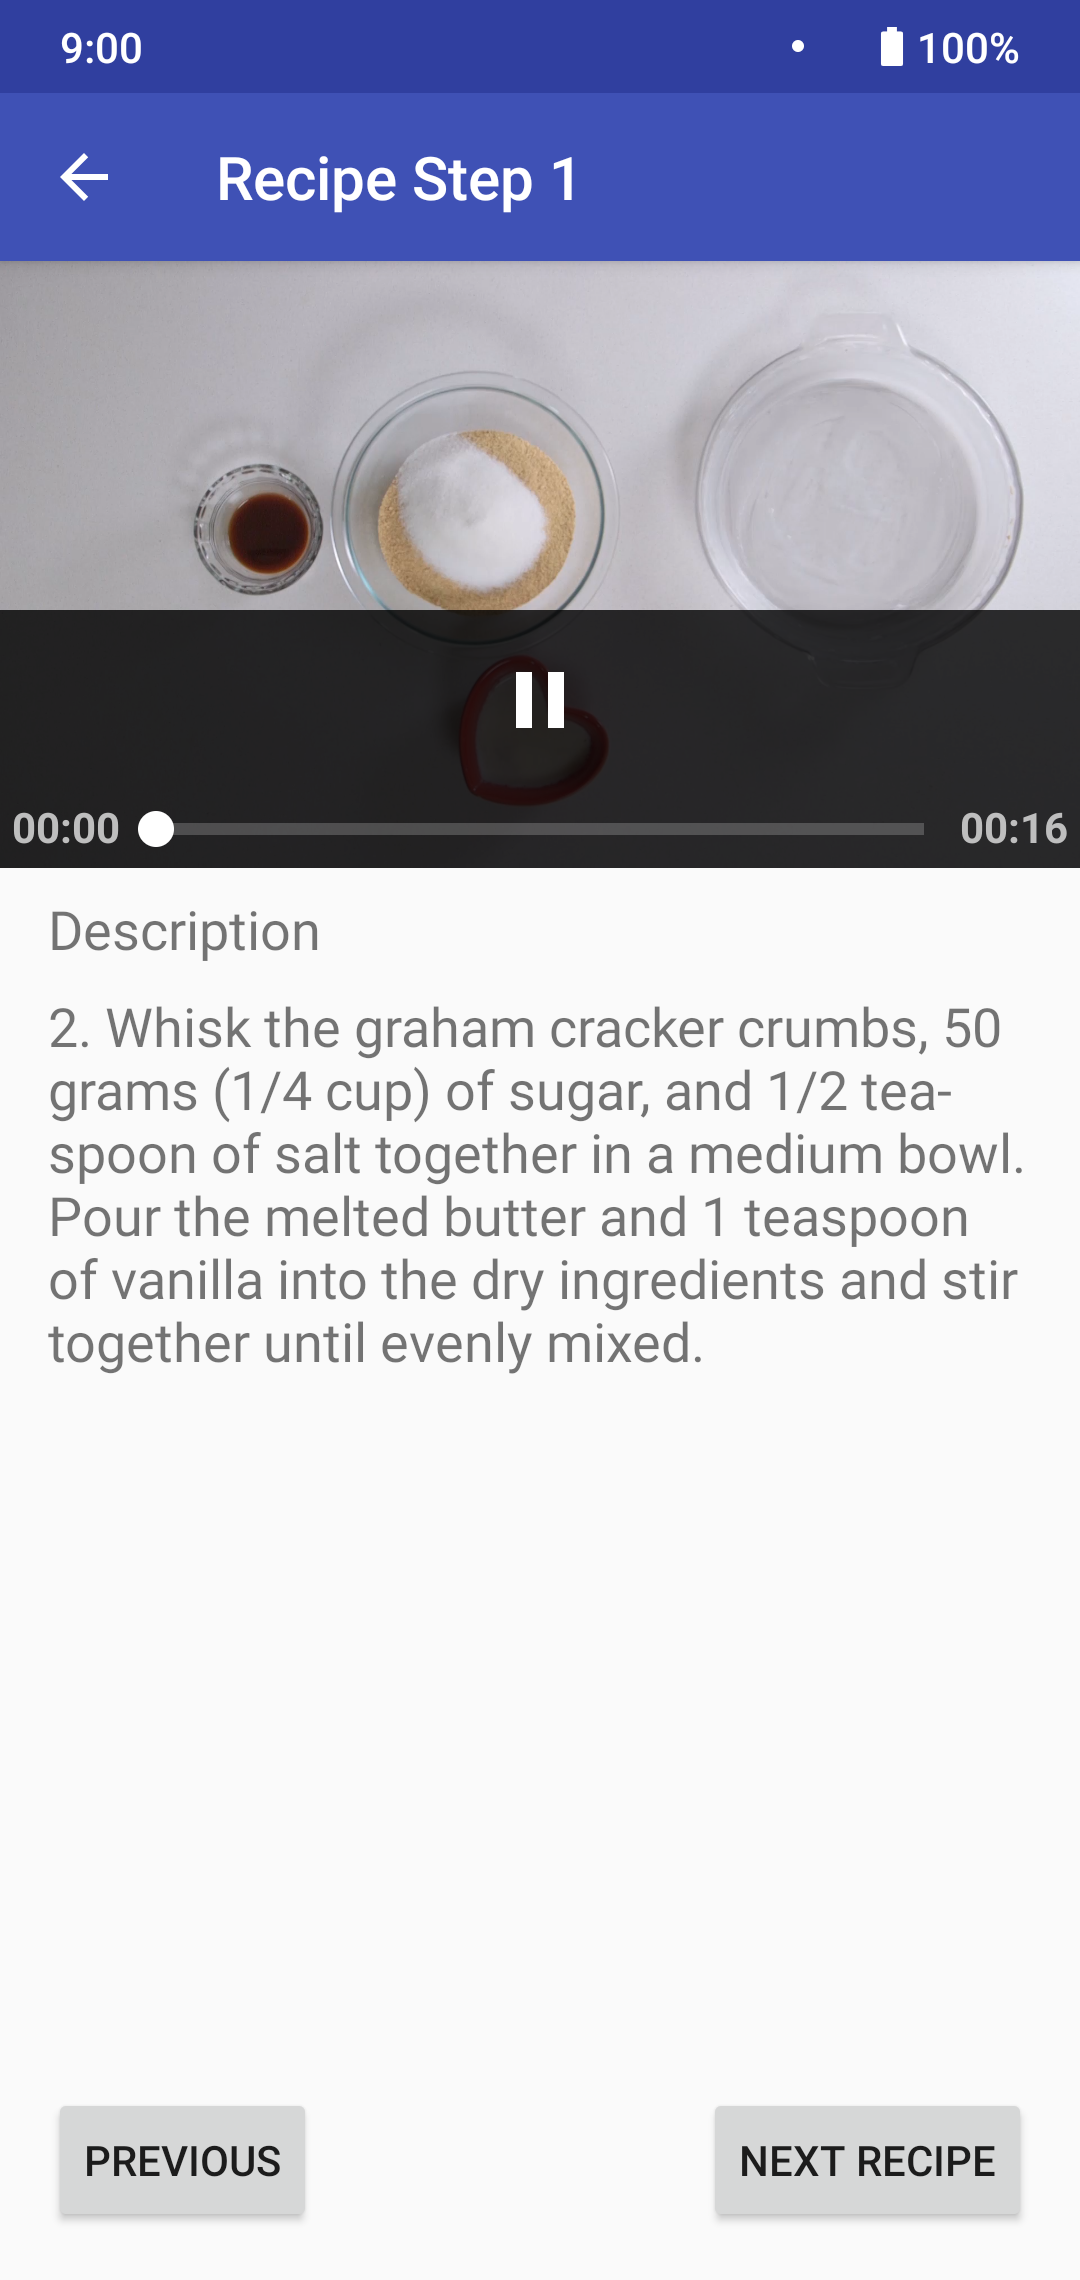 9:00
100%
Recipe Step 1
00:00
00:16
Description
2. Whisk the graham cracker crumbs, 50
grams (1/4 cup) of sugar, and 1/2 tea-
spoon of salt together in a medium bowl.
Pour the melted butter and 1 teaspoon
of vanilla into the dry ingredients and stir
together until evenly mixed.
PREVIOUS
NEXT RECIPE